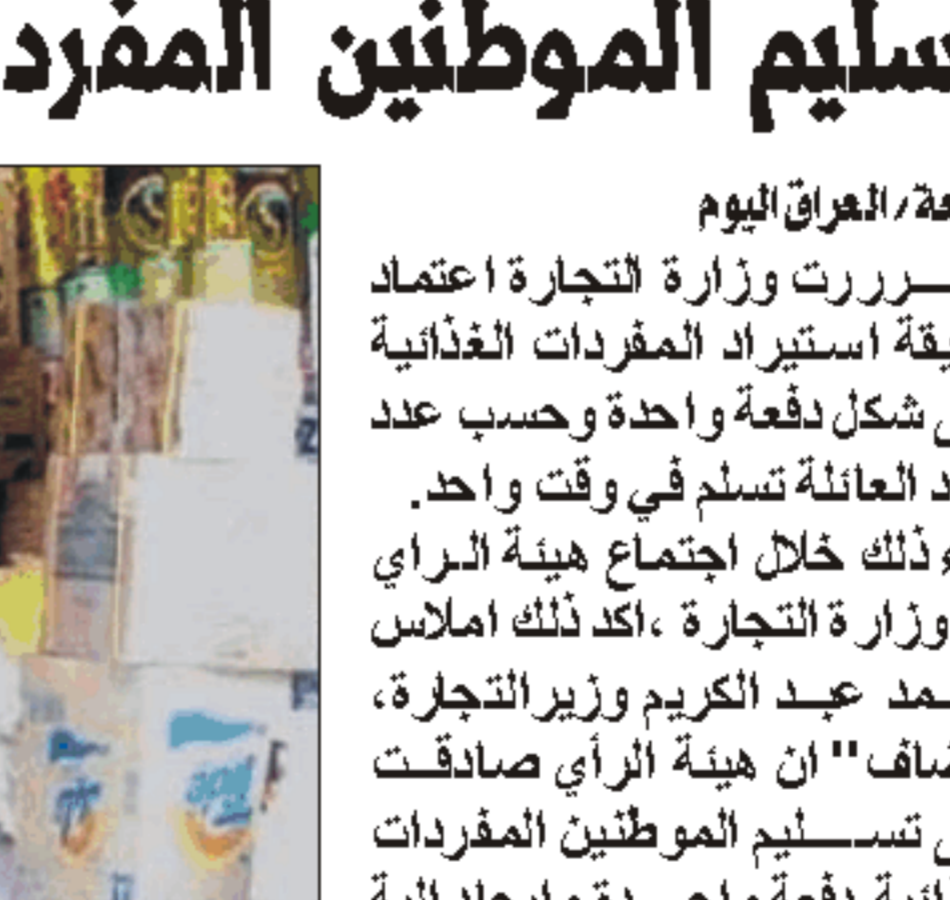 سليم الموطنين المفرد
العراق اليوم
وزارة التجارة اعتماد
استيراد المفردات الغذائية
شكل دفعة واحدة وحسب عدد
العائلة تسلم في وقت واحد.
ذلك خلال اجتماع هيئة الراي
وزارة التجارة ،اكد ذلك املاس
عبد الكريم وزير التجارة،
" ان هيئة الرأي صادقت
تسليم الموطنين المفردات
دفعة